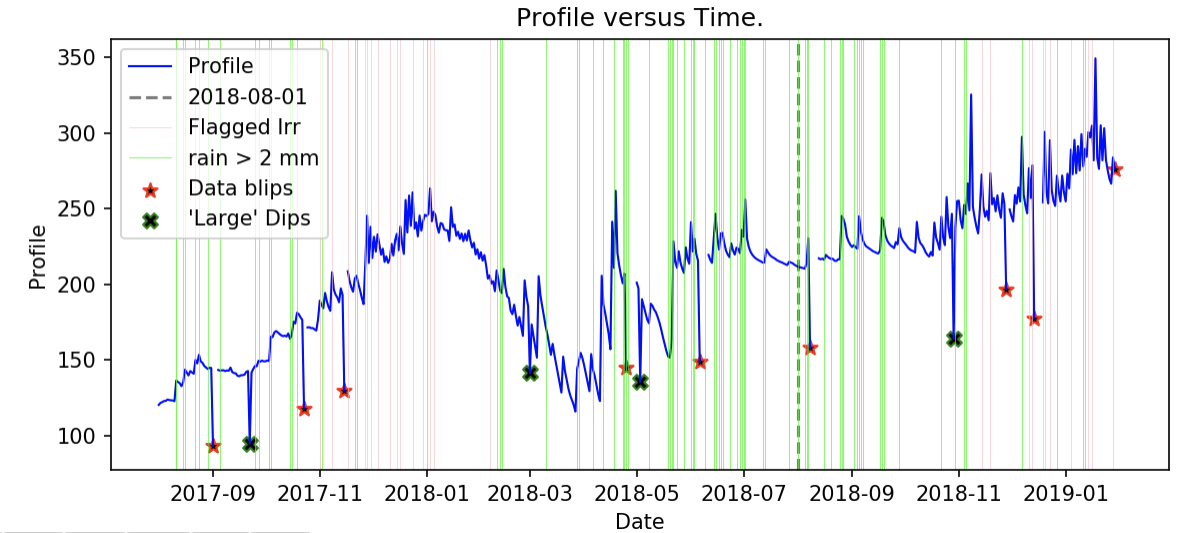 Profile versus Time.
350
300
250
200
150
100
Profile
Profile
2018-08-01
Flagged Irr
rain > 2 mm
Data blips
'Large' Dips
2017-09 2017-11 2018-01 2018-03 2018-05 2018-07 2018-09 2018-11 2019-01
Date